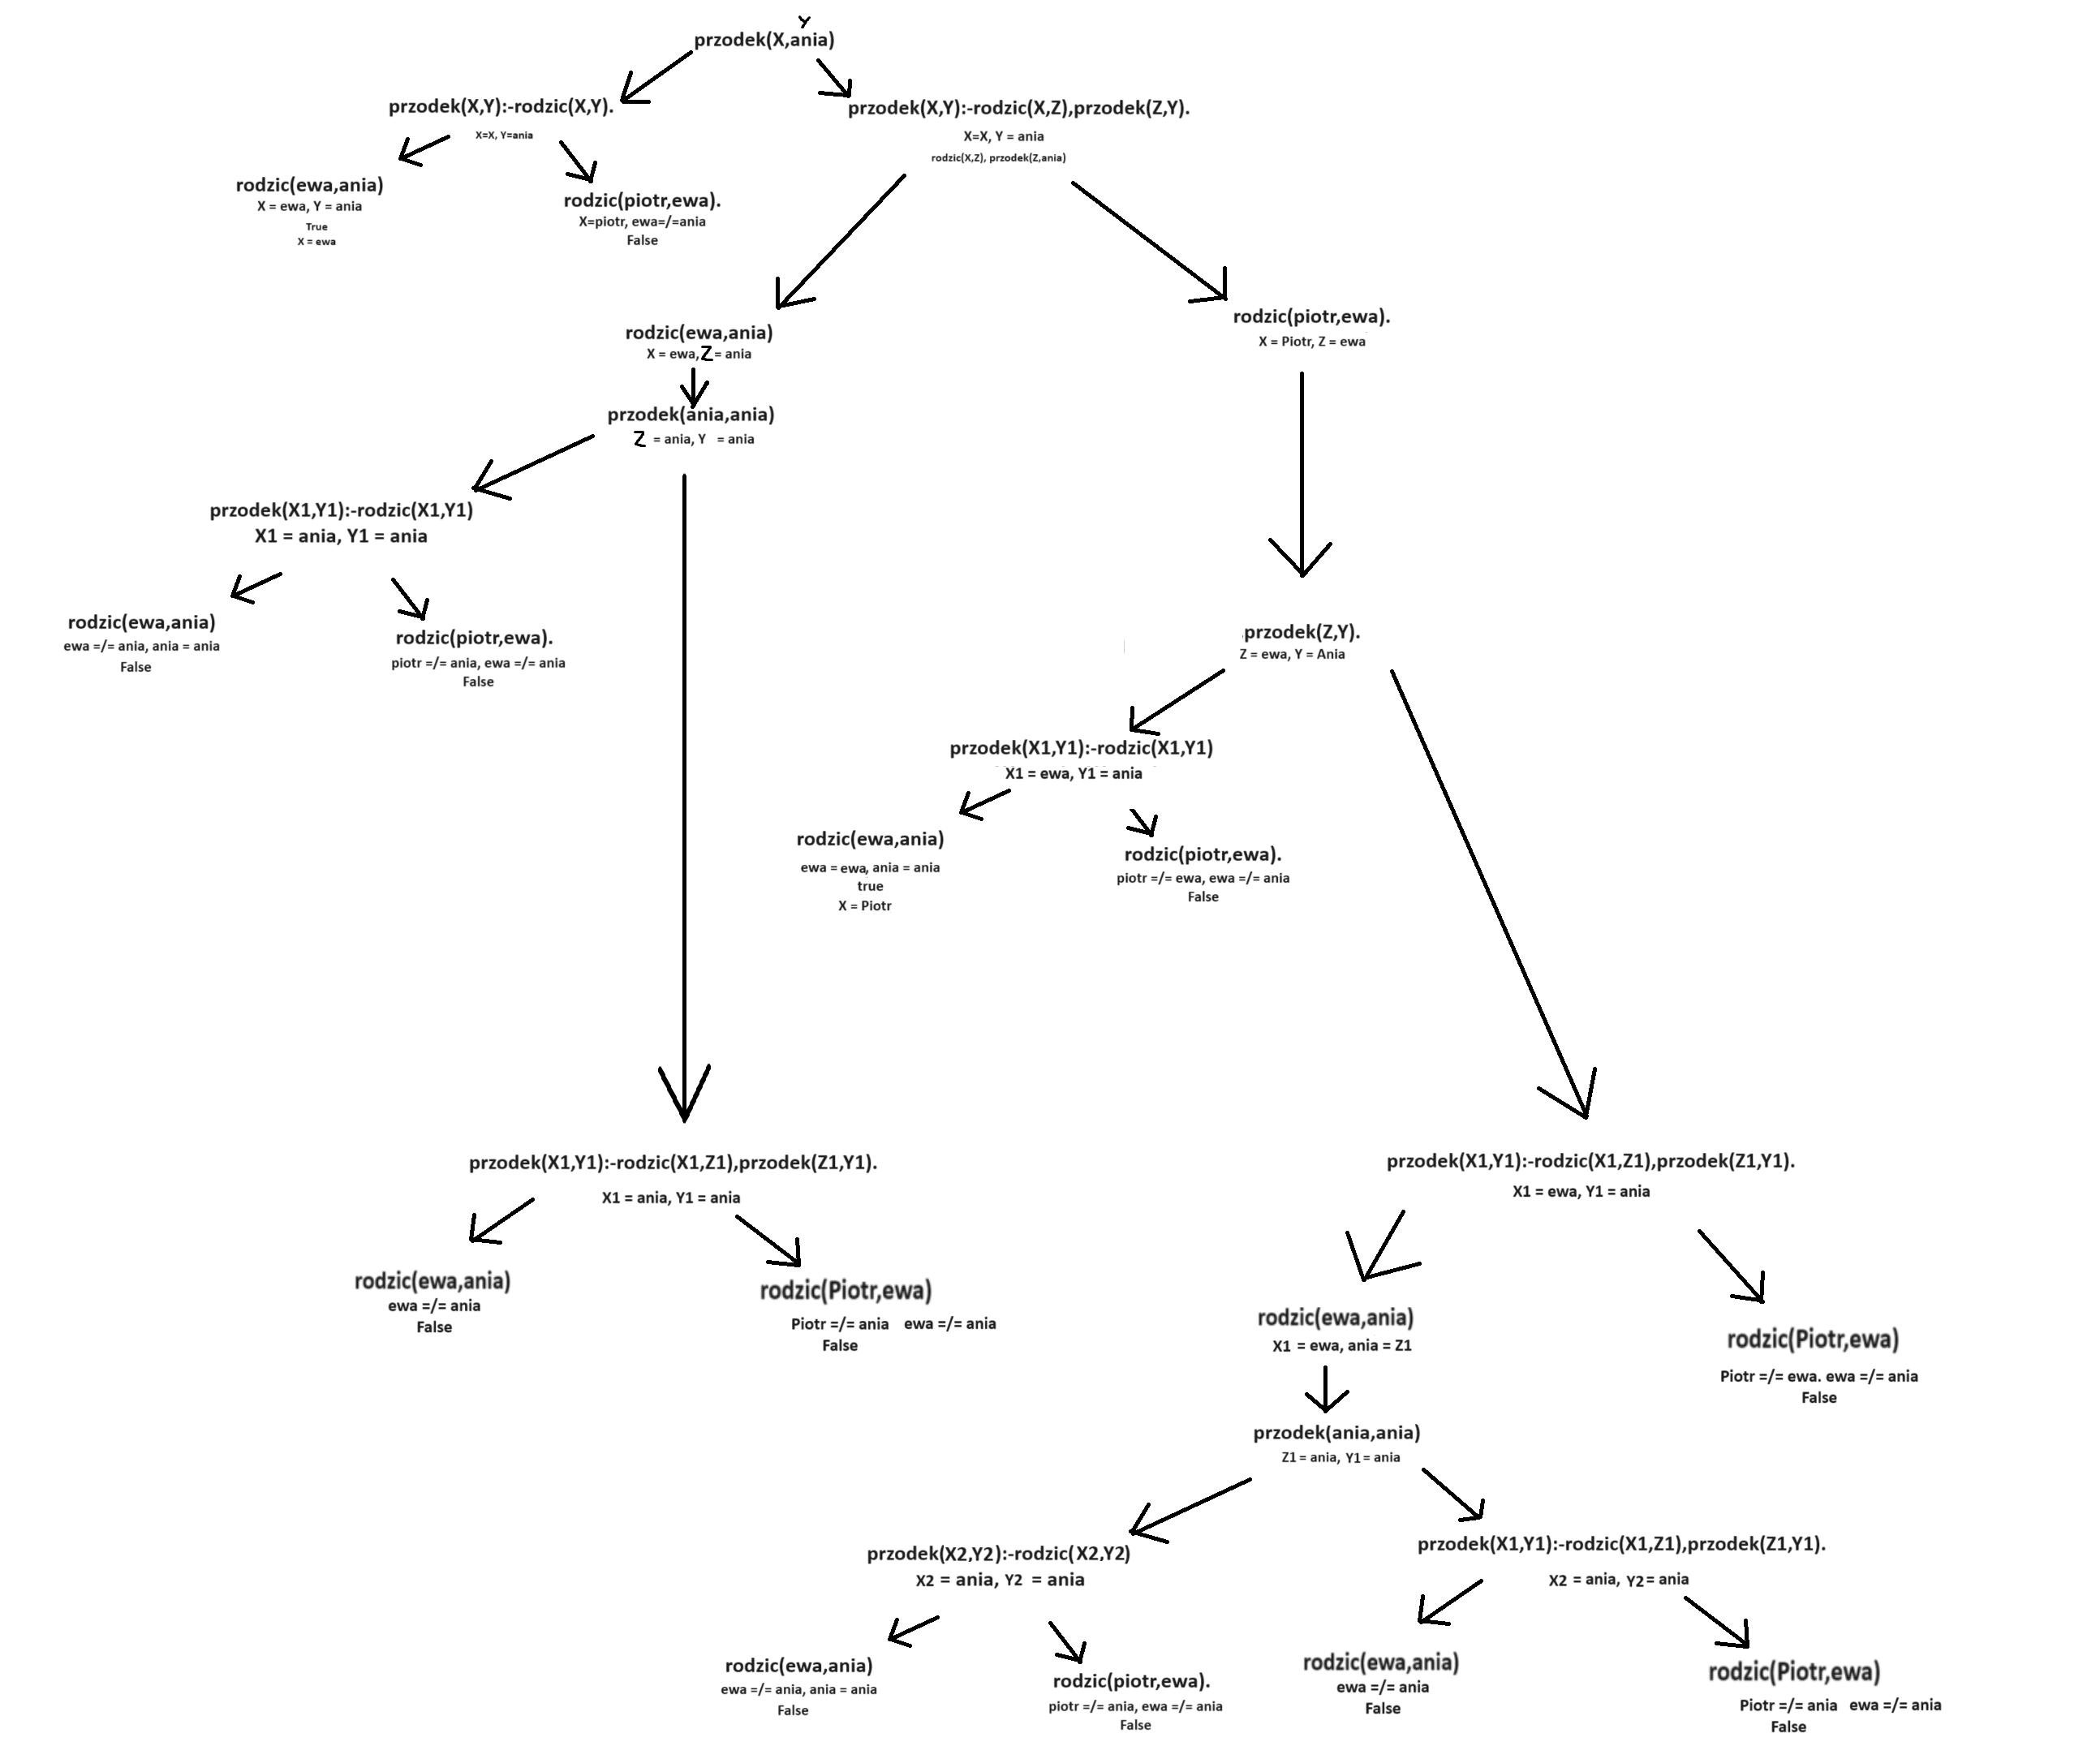 Y
przodek(X,ania)
przodek(X,Y):-rodzic(X,Y).
X=X, Y=ania
przodek(X,Y):-rodzic(X,Z),przodek(Z,Y).
X=X, Y = ania
rodzic(X,Z), przodek(Z,ania)
rodzic(ewa,ania)
X = ewa, Y = ania
True
X = ewa
rodzic(piotr,ewa).
X=piotr, ewa=/=ania
False
rodzic(ewa,ania)
X = ewa, Z = ania
rodzic(piotr,ewa).
X = Piotr, Z = ewa
przodek(ania,ania)
Z = ania, Y = ania
przodek(X1,Y1):-rodzic(X1,Y1)
X1 = ania, Y1 = ania
rodzic(ewa,ania)
ewa =/= ania, ania = ania
False
rodzic(piotr,ewa).
piotr =/= ania, ewa =/= ania
False
przodek(Z,Y).
Z = ewa, Y = Ania
przodek(X1,Y1):-rodzic(X1,Y1)
X1 = ewa, Y1 = ania
rodzic(ewa,ania)
ewa = ewa, ania = ania
true
X = Piotr
rodzic(piotr,ewa).
piotr =/= ewa, ewa =/= ania
False
przodek(X1,Y1):-rodzic(X1,Z1),przodek(Z1,Y1).
X1 = ania, Y1 = ania
rodzic(ewa,ania)
ewa =/= ania
False
rodzic(Piotr,ewa)
Piotr =/= ania ewa =/= ania
False
przodek(X1,Y1):-rodzic(X1,Z1),przodek(Z1,Y1).
X1 = ewa, Y1 = ania
rodzic(ewa,ania)
X1 = ewa, ania = Z1
rodzic(Piotr,ewa)
Piotr =/= ewa. ewa =/= ania
False
przodek(ania,ania)
Z1 = ania, Y1 = ania
przodek(X2,Y2):-rodzic(X2,Y2)
X2 = ania, Y2 = ania
rodzic(ewa,ania)
ewa =/= ania, ania = ania
False
rodzic(piotr,ewa).
piotr =/= ania, ewa =/= ania
False
przodek(X1,Y1):-rodzic(X1,Z1),przodek(Z1,Y1).
X2 = ania, Y2 = ania
rodzic(ewa,ania)
ewa =/= ania
False
rodzic(Piotr,ewa)
Piotr =/= ania ewa =/= ania
False